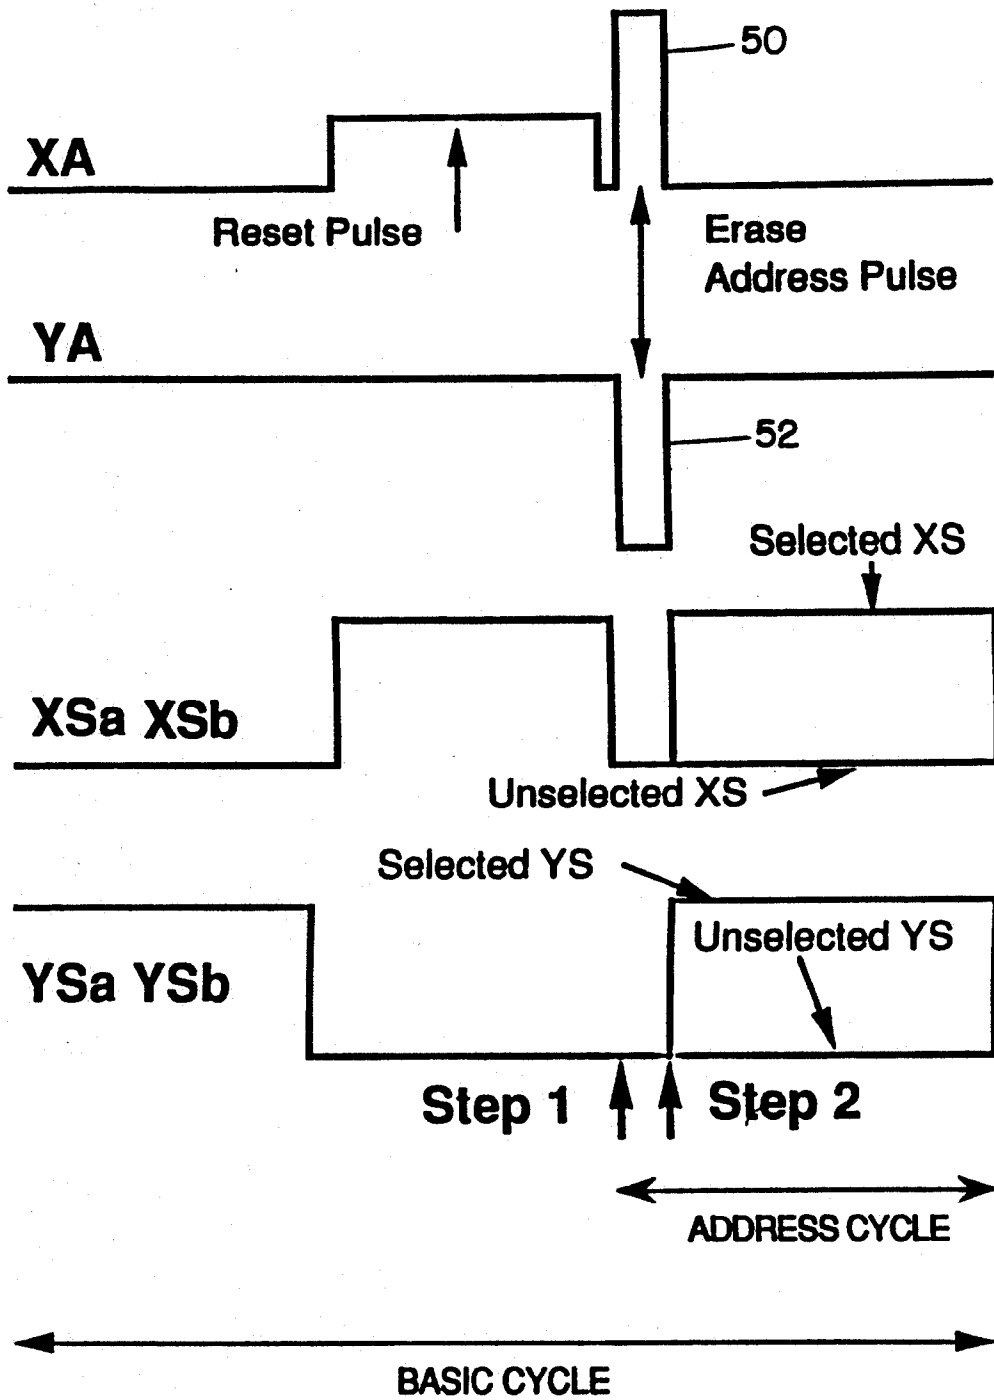 50
XA
Reset Pulse
Erase
Address Pulse
YA
52
Selected XS
XSa XSb
Unselected XS
Selected YS
Unselected YS
YSa YSb
Step 1
Step 2
ADDRESS CYCLE
BASIC CYCLE